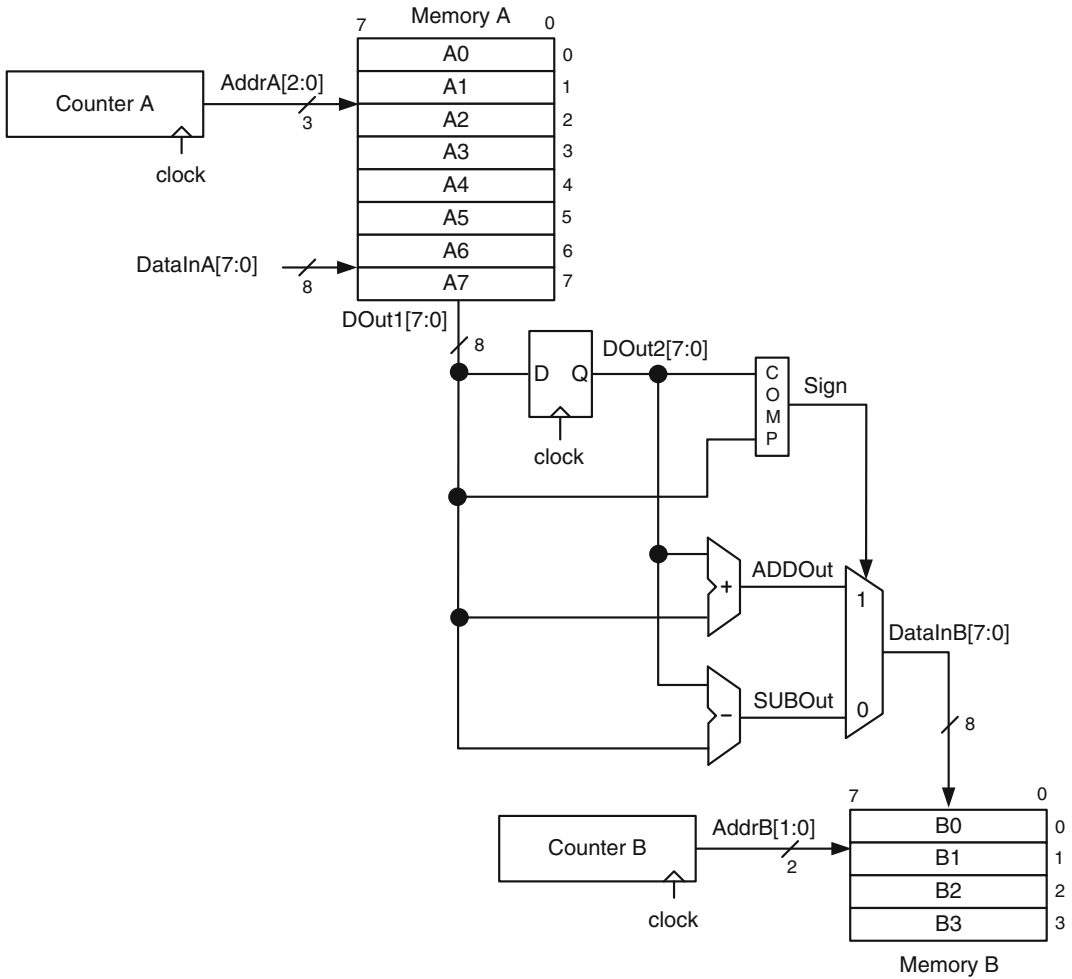 Memory A
7
0
A0
0
A1
1
A2
2
A3
3
A4
4
A5
5
A6
6
A7
7
Counter A
clock
AddrA[2:0]
3
DataInA[7:0]
8
DOut1[7:0]
8
D
Q
clock
DOut2[7:0]
COMP
Sign
+
ADDOut
1
−
SUBOut
0
DataInB[7:0]
8
Counter B
clock
AddrB[1:0]
2
7
0
B0
0
B1
1
B2
2
B3
3
Memory B